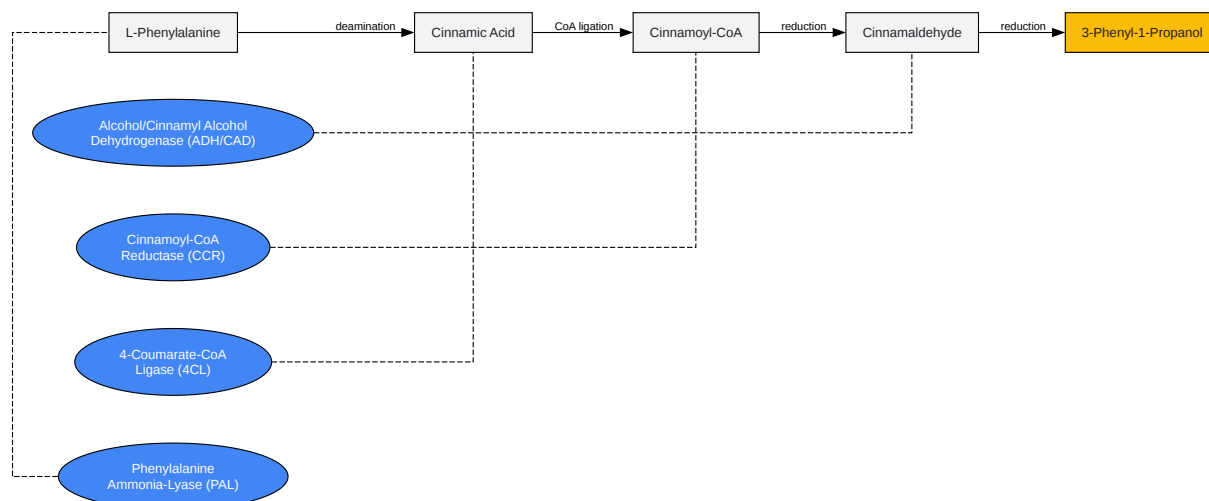 L-Phenylalanine
deamination
Cinnamic Acid
CoA ligation
Cinnamoyl-CoA
reduction
Cinnamaldehyde
reduction
3-Phenyl-1-Propanol
Alcohol/Cinnamyl Alcohol
Dehydrogenase (ADH/CAD)
Cinnamoyl-CoA
Reductase (CCR)
4-Coumarate-CoA
Ligase (4CL)
Phenylalanine
Ammonia-Lyase (PAL)